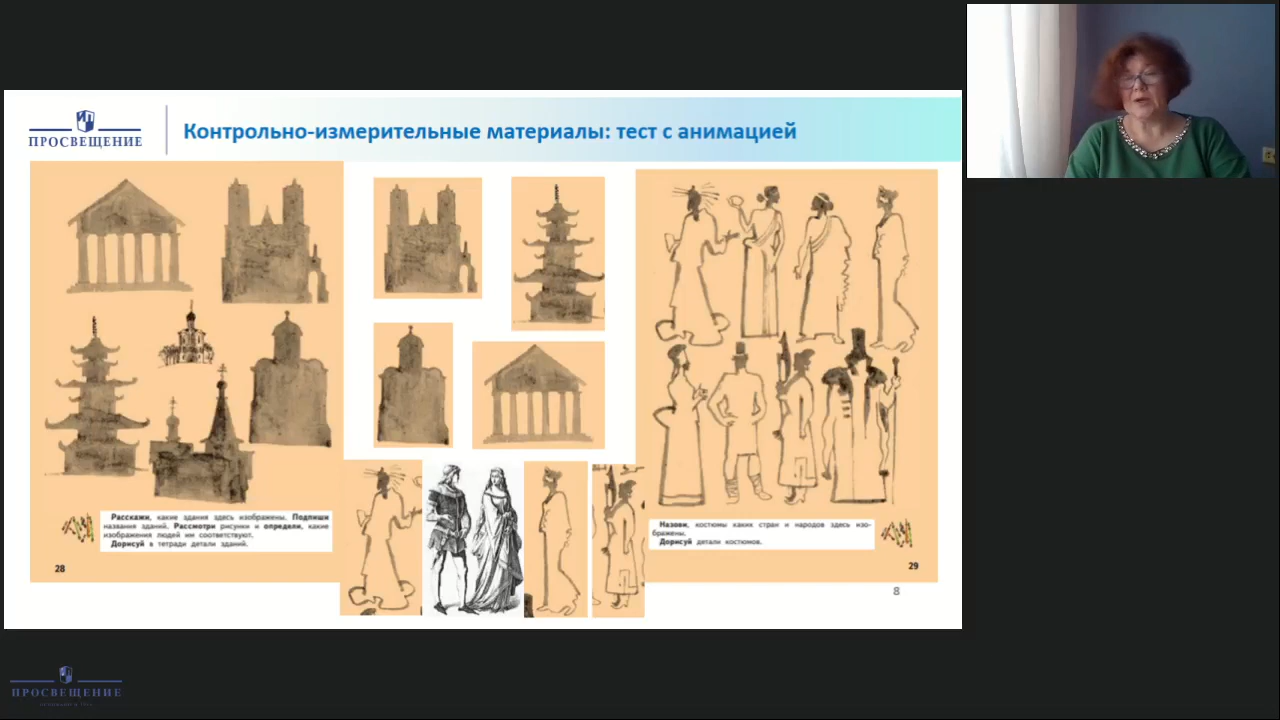 ПРОСВЕЩЕНИЕ
Контрольно-измерительные материалы: тест с анимацией
Расскажи, какие здания здесь изображены. Подпиши
названия зданий. Рассмотри рисунки и определи, какие
изображения людей им соответствуют.
Дорисуй в тетради детали зданий.
28
Назови, костюмы каких стран и народов здесь изо-
бражены.
Дорисуй детали костюмов.
29
8
ПРОСВЕЩЕНИЕ